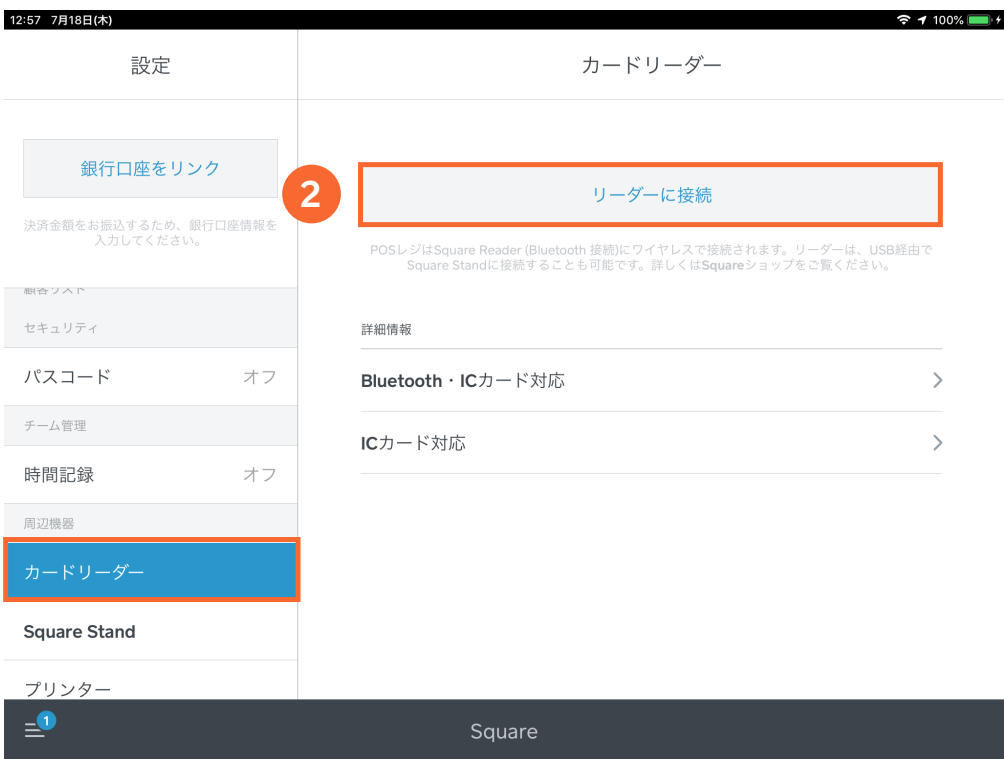 12:57 7月18日(木)
100%
設定
カードリーダー
銀行口座をリンク
決済金額をお振込するため、銀行口座情報を
入力してください。
顧客リスト
セキュリティ
パスコード
オフ
チーム管理
時間記録
オフ
周辺機器
カードリーダー
Square Stand
プリンター
2
リーダーに接続
POSレジはSquare Reader (Bluetooth 接続)にワイヤレスで接続されます。リーダーは、USB経由で
Square Standに接続することも可能です。詳しくはSquareショップをご覧ください。
詳細情報
Bluetooth・ICカード対応
ICカード対応
1
Square